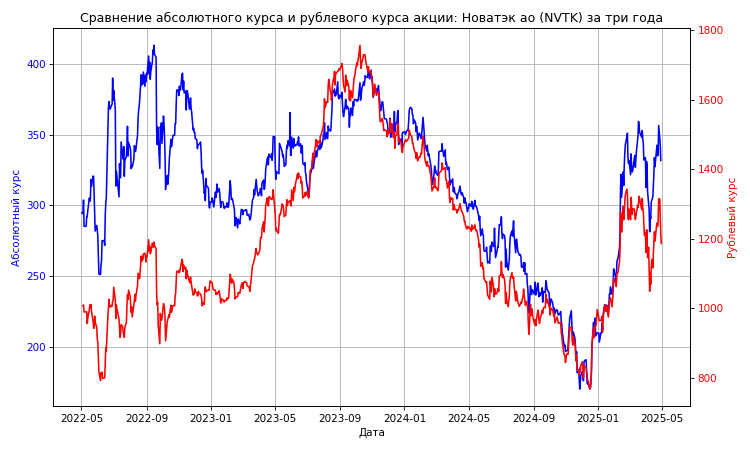 Сравнение абсолютного курса и рублевого курса акции: Новатэк ао (NVTK) за три года
Абсолютный курс
400
350
300
250
200
1800
1600
1400
1200
1000
800
Рублевый курс
2022-05 2022-09 2023-01 2023-05 2023-09 2024-01 2024-05 2024-09 2025-01 2025-05
Дата